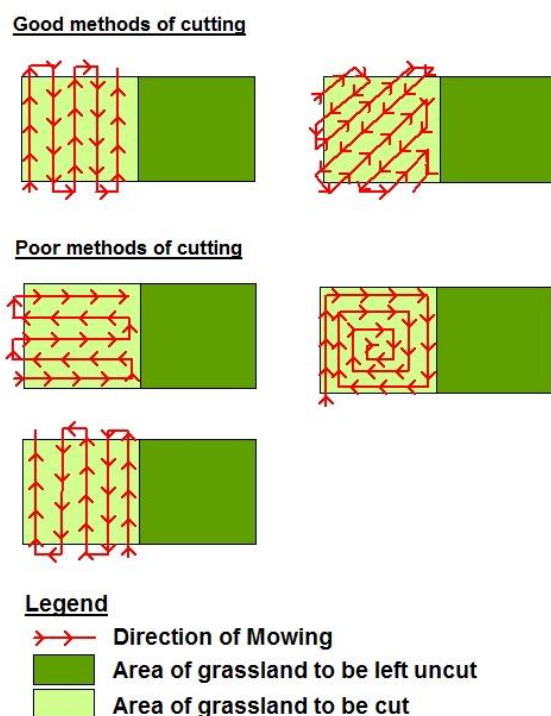 Good methods of cutting
Poor methods of cutting
Legend
Direction of Mowing
Area of grassland to be left uncut
Area of grassland to be cut